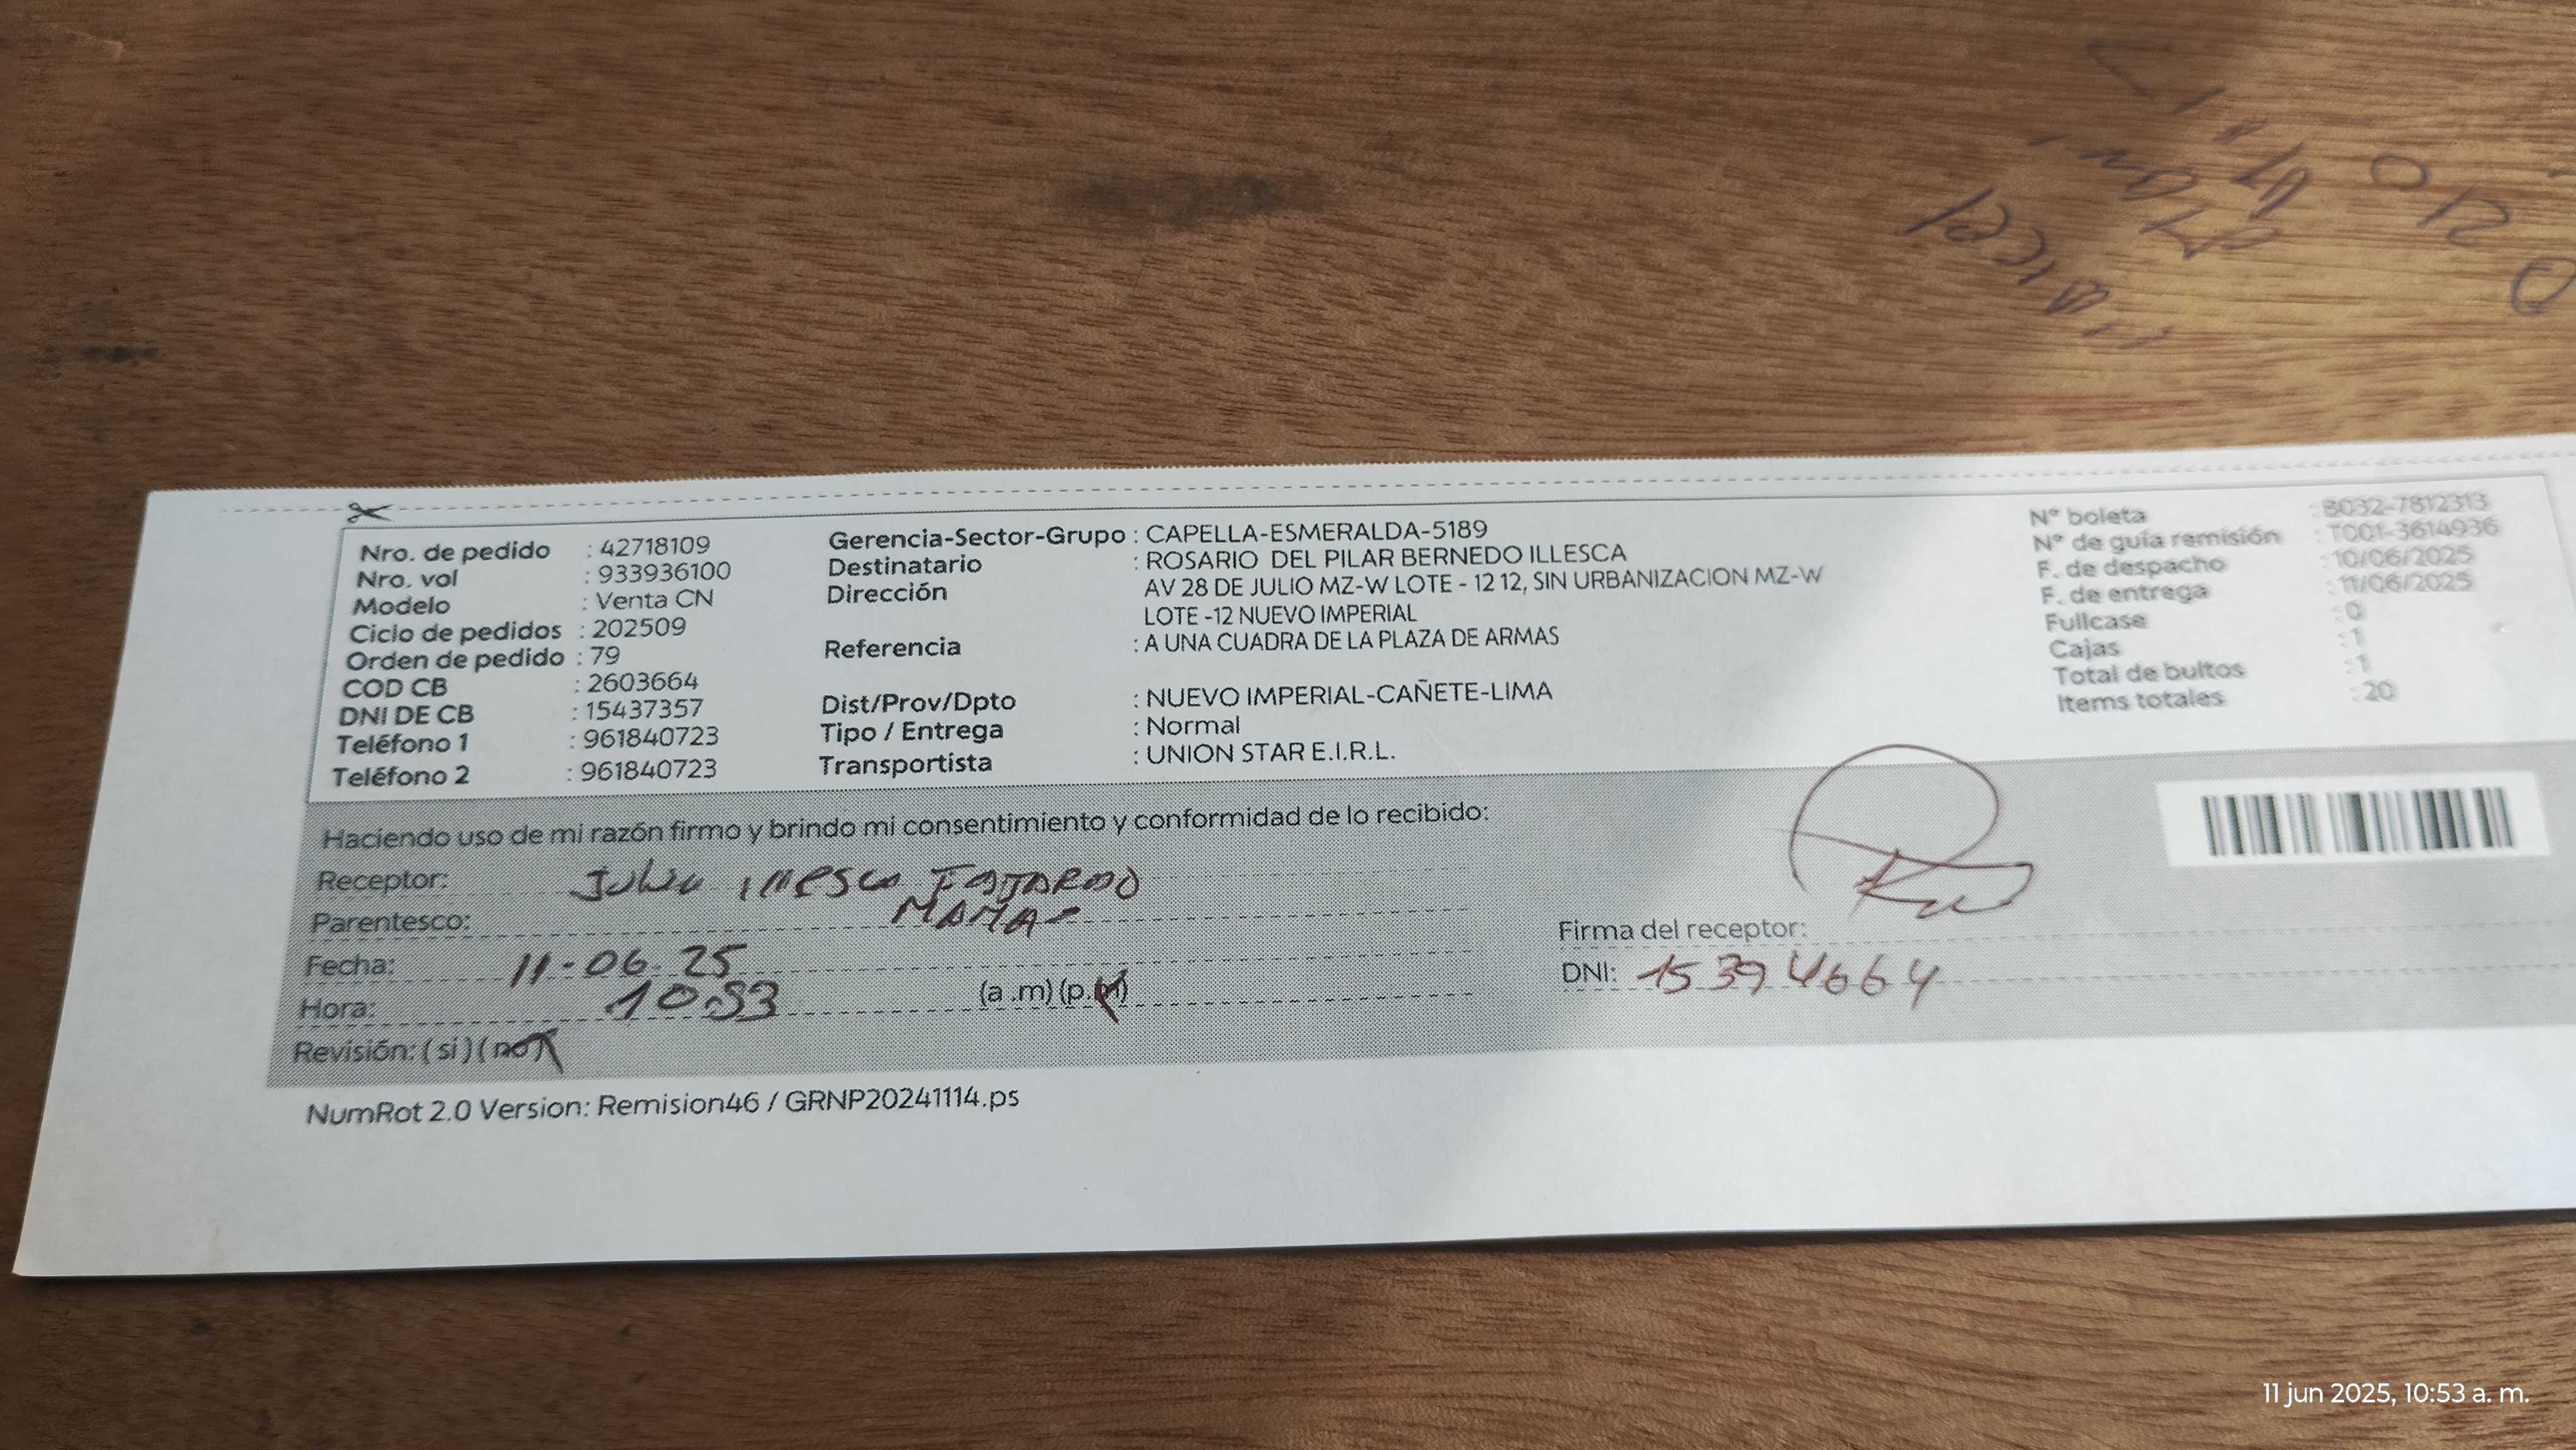 Nro. de pedido : 42718109
Nro. vol : 933936100
Modelo : Venta CN
Ciclo de pedidos : 202509
Orden de pedido : 79
COD CB : 2603664
DNI DE CB : 15437357
Teléfono 1 : 961840723
Teléfono 2 : 961840723
Gerencia-Sector-Grupo : CAPELLA-ESMERALDA-5189
Destinatario : ROSARIO DEL PILAR BERNEDO ILLESCA
Dirección AV 28 DE JULIO MZ-W LOTE - 12 12, SIN URBANIZACION MZ-W
LOTE -12 NUEVO IMPERIAL
Referencia : A UNA CUADRA DE LA PLAZA DE ARMAS
Dist/Prov/Dpto : NUEVO IMPERIAL-CAÑETE-LIMA
Tipo / Entrega : Normal
Transportista : UNION STAR E.I.R.L.
Nº boleta : B032-7812313
Nº de guía remisión : T001-3614936
F. de despacho : 10/06/2025
F. de entrega : 11/06/2025
Fullcase : 0
Cajas : 1
Total de bultos : 1
Items totales : 20
Haciendo uso de mi razón firmo y brindo mi consentimiento y conformidad de lo recibido:
Receptor: Julia Illesca FAJARDO
Parentesco: MAMA
Fecha: 11-06-25
Hora: 10:53 (a .m) (p.m)
Revisión: ( si ) ( no )
Firma del receptor:
DNI: 15394664
NumRot 2.0 Version: Remision46 / GRNP20241114.ps
11 jun 2025, 10:53 a. m.